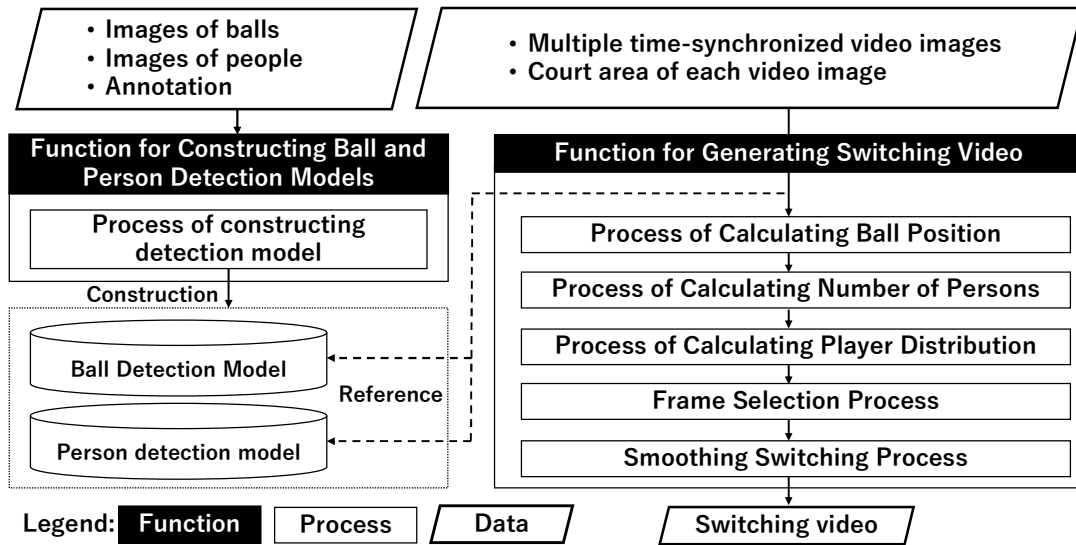 • Images of balls
• Images of people
• Annotation
• Multiple time-synchronized video images
• Court area of each video image
Function for Constructing Ball and
Person Detection Models
Process of constructing
detection model
Construction
Ball Detection Model
Person detection model
Reference
Function for Generating Switching Video
Process of Calculating Ball Position
Process of Calculating Number of Persons
Process of Calculating Player Distribution
Frame Selection Process
Smoothing Switching Process
Legend: Function Process Data
Switching video